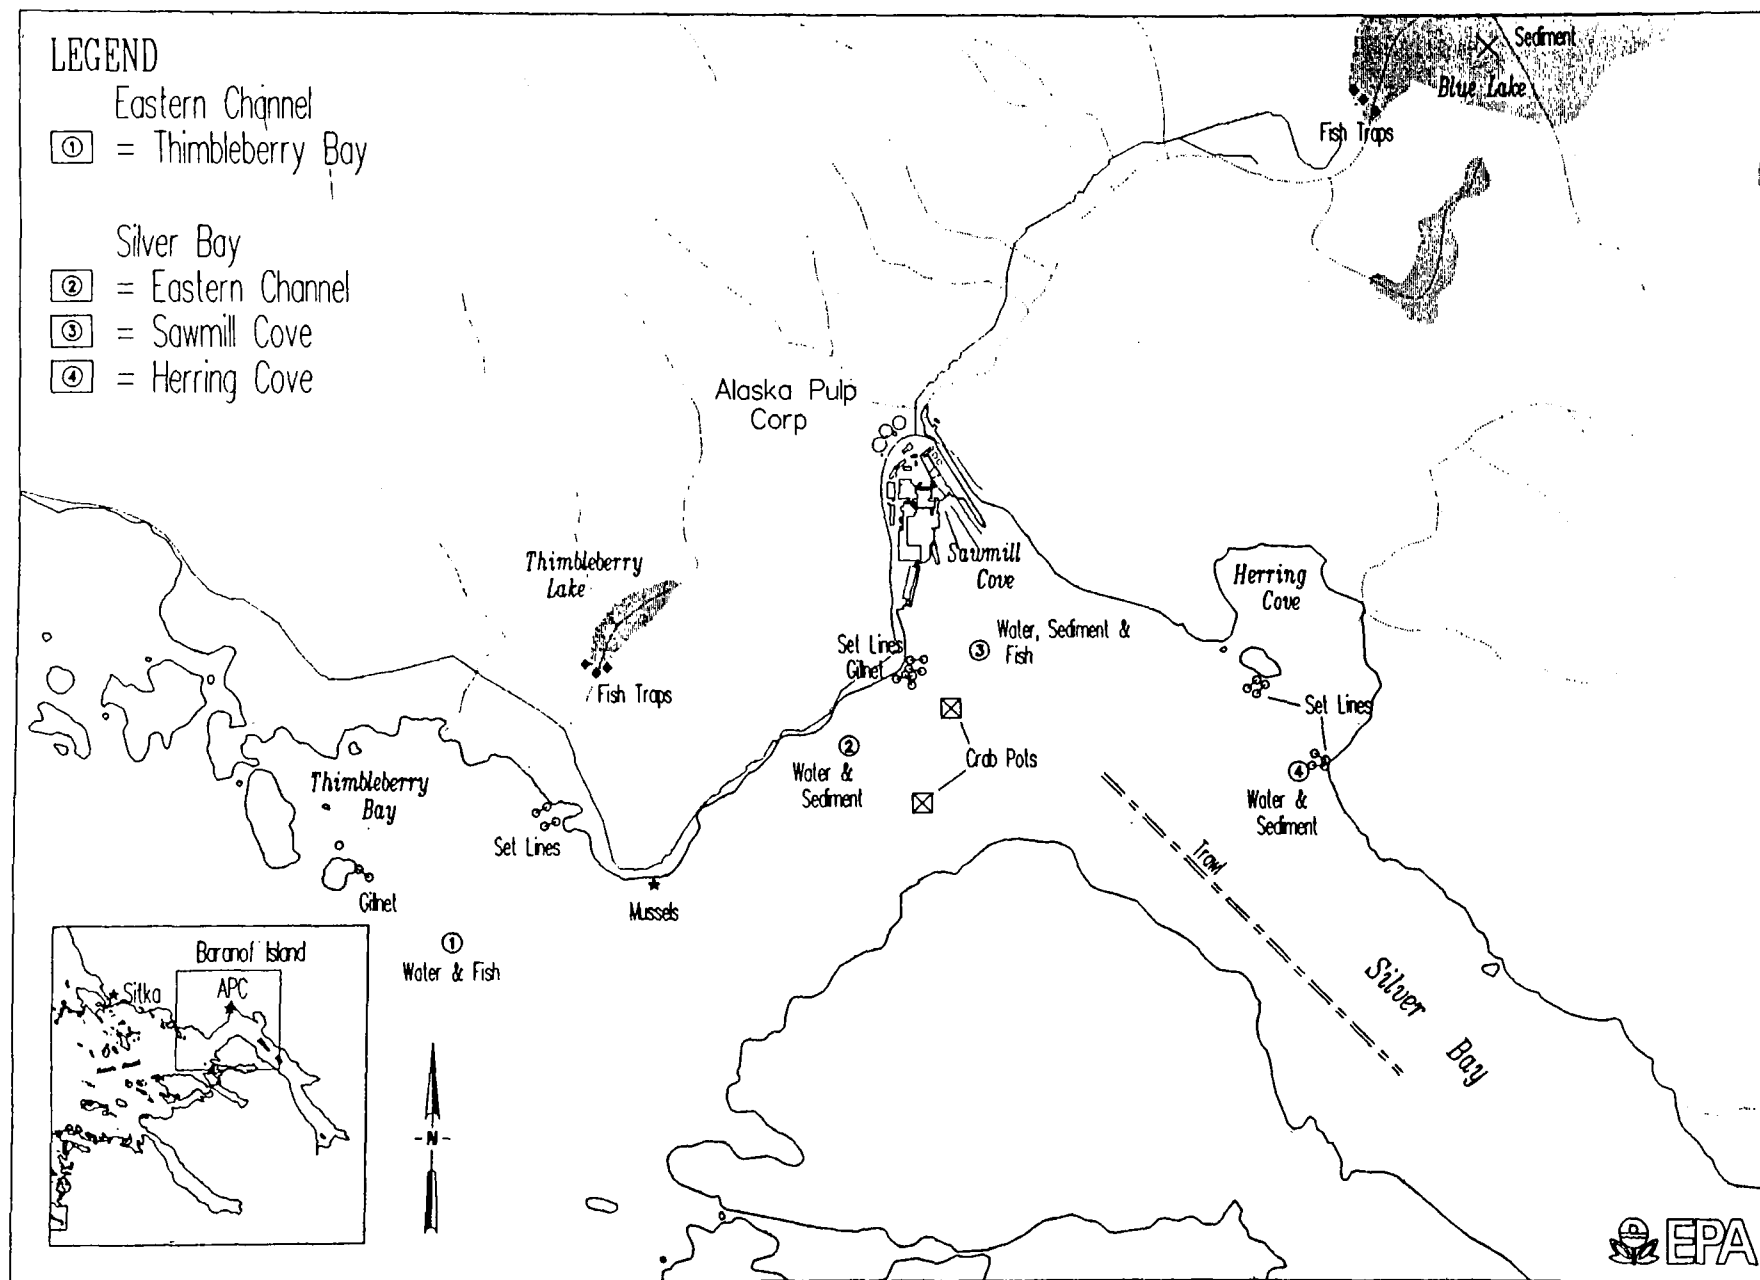 LEGEND
Eastern Channel
① = Thimbleberry Bay
Silver Bay
② = Eastern Channel
③ = Sawmill Cove
④ = Herring Cove
Sediment
Blue Lake
Fish Traps
Alaska Pulp
Corp
Thimbleberry
Lake
Fish Traps
Sawmill
Cove
Herring
Cove
Set Lines
Gillnet
③
Water, Sediment &
Fish
Set Lines
②
Water &
Sediment
Crab Pots
④
Water &
Sediment
Thimbleberry
Bay
Set Lines
Gillnet
Mussels
Trawl
①
Water & Fish
Silver
Bay
Baranof Island
Sitka
APC
-N-
EPA